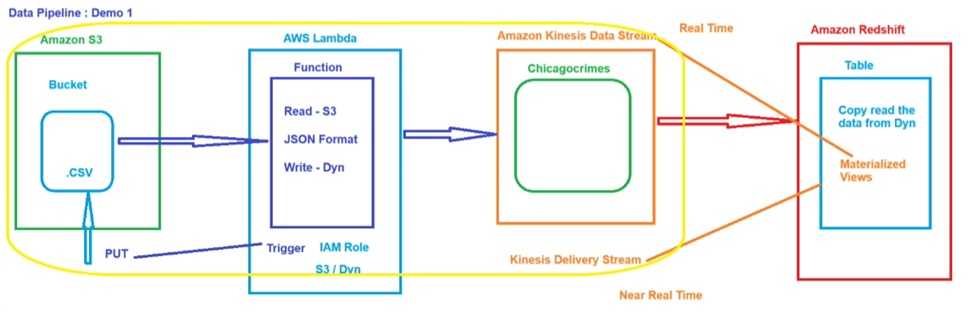 Data Pipeline : Demo 1
Amazon S3
Bucket
.CSV
PUT
AWS Lambda
Function
Read - S3
JSON Format
Write - Dyn
Trigger
IAM Role
S3 / Dyn
Amazon Kinesis Data Stream
Chicagocrimes
Kinesis Delivery Stream
Real Time
Near Real Time
Amazon Redshift
Table
Copy read the
data from Dyn
Materialized
Views